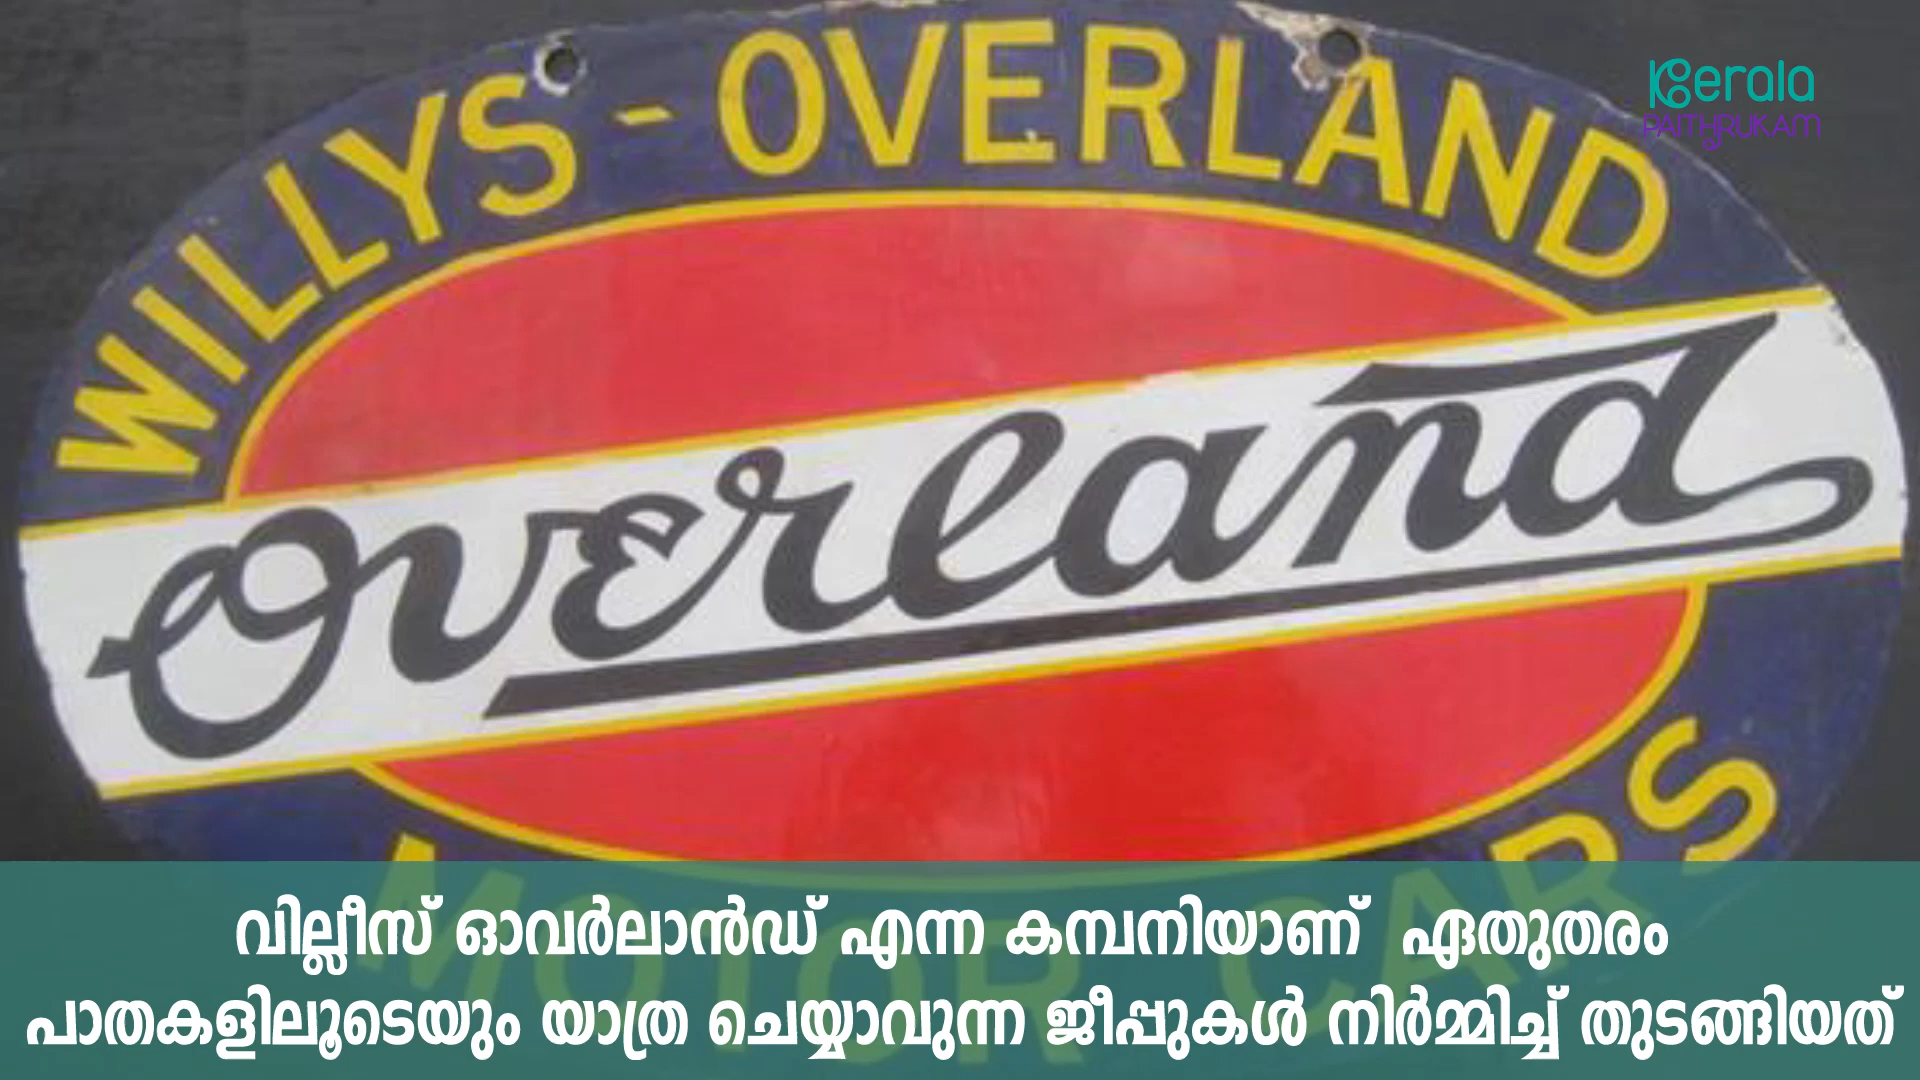 Kerala
PAITHRUKAM
WILLYS-OVERLAND
Overland
MOTOR CARS
വില്ലീസ് ഓവർലാൻഡ് എന്ന കമ്പനിയാണ് ഏതുതരം
പാതകളിലൂടെയും യാത്ര ചെയ്യാവുന്ന ജീപ്പുകൾ നിർമ്മിച്ച് തുടങ്ങിയത്